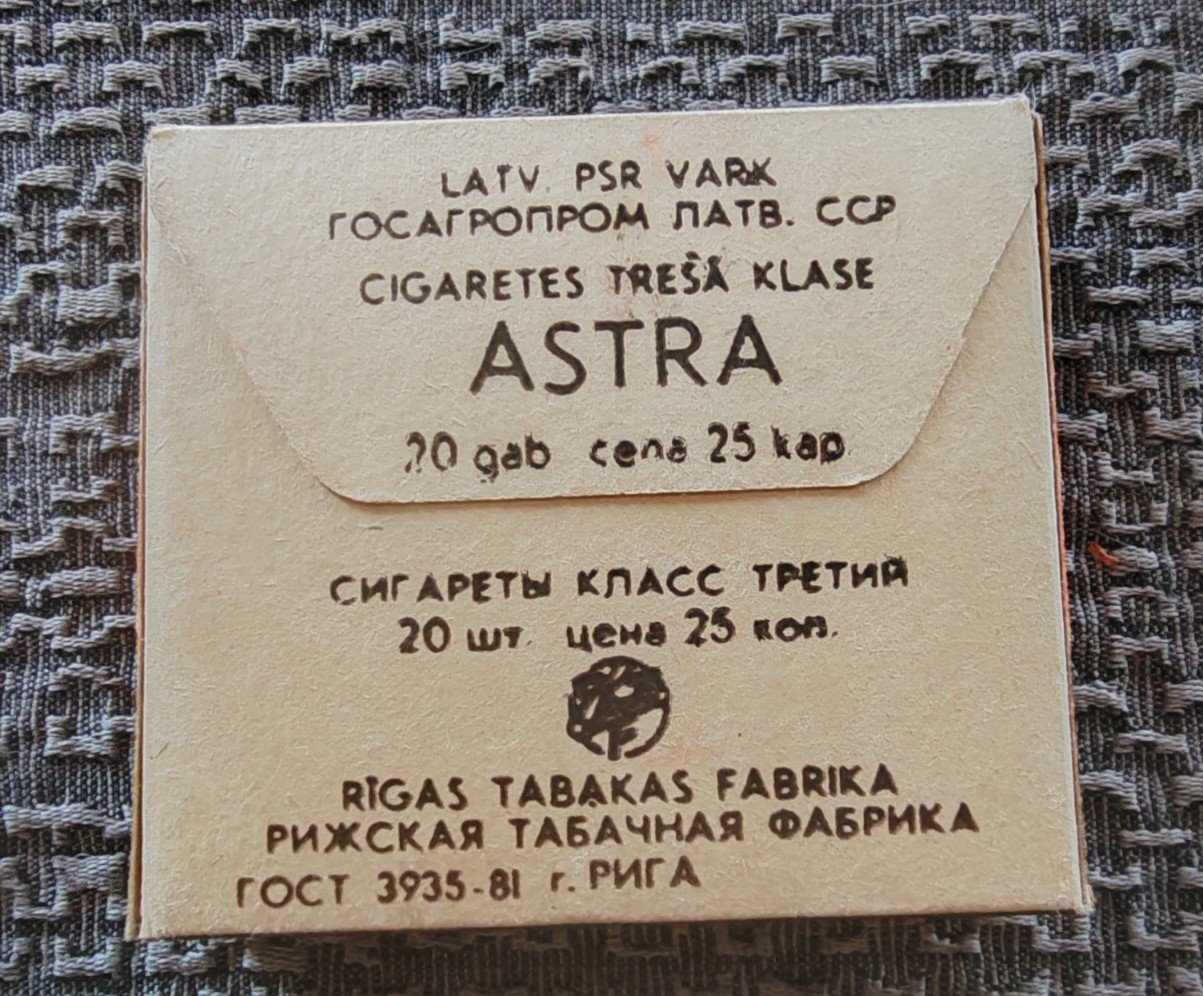 LATV. PSR VARK
ГОСАГРОПРОМ ЛАТВ. ССР
CIGARETES TREŠĀ KLASE
ASTRA
20 gab cena 25 kap.
СИГАРЕТЫ КЛАСС ТРЕТИЙ
20 шт. цена 25 коп.
RĪGAS TABAKAS FABRIKA
РИЖСКАЯ ТАБАЧНАЯ ФАБРИКА
ГОСТ 3935-81 г. РИГА